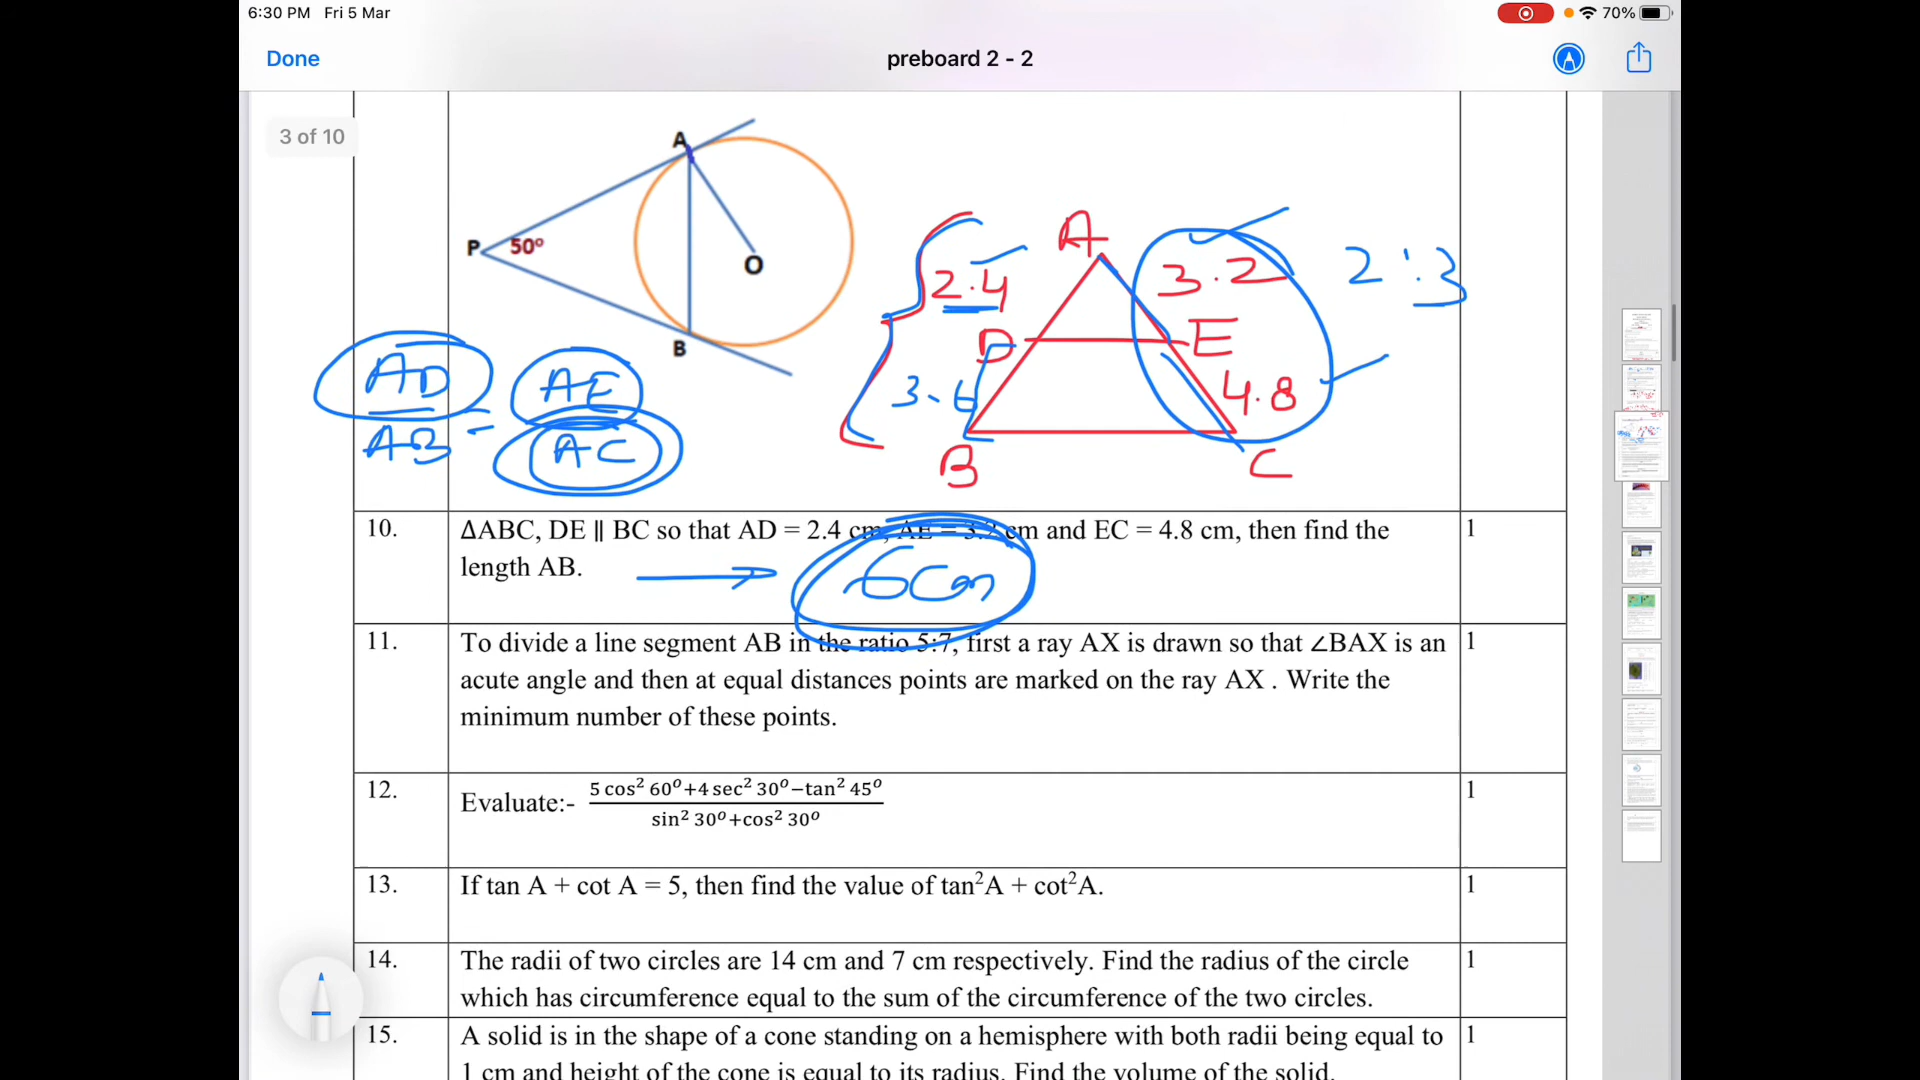 6:30 PM Fri 5 Mar
70%
Done
preboard 2 - 2
3 of 10
A
P
50º
O
B
A
2.4
3.2
2:3
D
E
3.6
4.8
B
C
AD
AB
=
AE
AC
10.
ΔABC, DE ∥ BC so that AD = 2.4 cm, AE = 3.2 cm and EC = 4.8 cm, then find the
length AB.
6cm
1
11.
To divide a line segment AB in the ratio 5:7, first a ray AX is drawn so that ∠BAX is an
acute angle and then at equal distances points are marked on the ray AX . Write the
minimum number of these points.
1
12.
Evaluate:- 5 cos² 60º+4 sec² 30º−tan² 45º
sin² 30º+cos² 30º
1
13.
If tan A + cot A = 5, then find the value of tan²A + cot²A.
1
14.
The radii of two circles are 14 cm and 7 cm respectively. Find the radius of the circle
which has circumference equal to the sum of the circumference of the two circles.
1
15.
A solid is in the shape of a cone standing on a hemisphere with both radii being equal to
1 cm and height of the cone is equal to its radius. Find the volume of the solid.
1